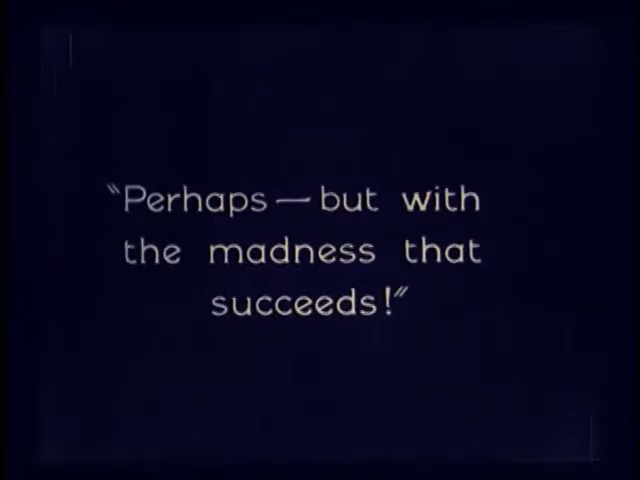 "Perhaps — but with
the madness that
succeeds!"